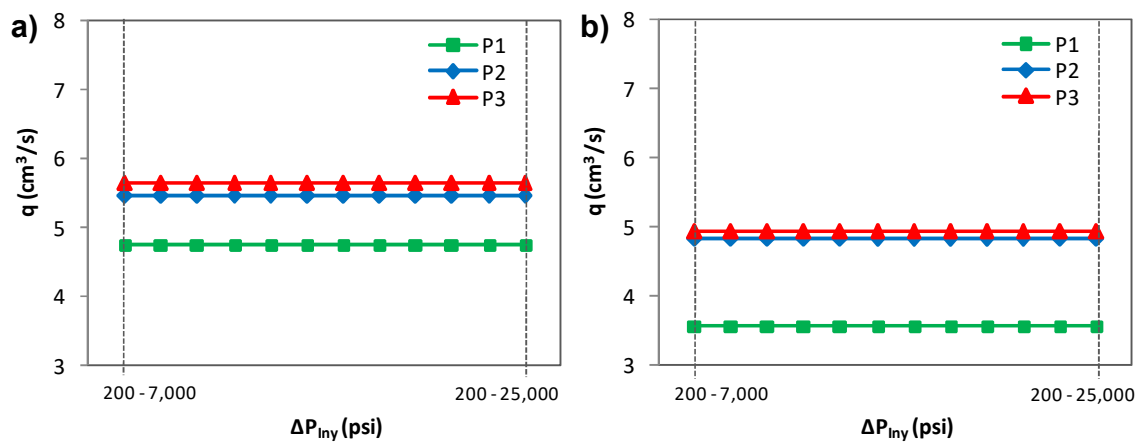 a)
q (cm³/s)
8
7
6
5
4
3
P1
P2
P3
200 - 7,000
200 - 25,000
ΔP_Iny (psi)
b)
q (cm³/s)
8
7
6
5
4
3
P1
P2
P3
200 - 7,000
200 - 25,000
ΔP_Iny (psi)